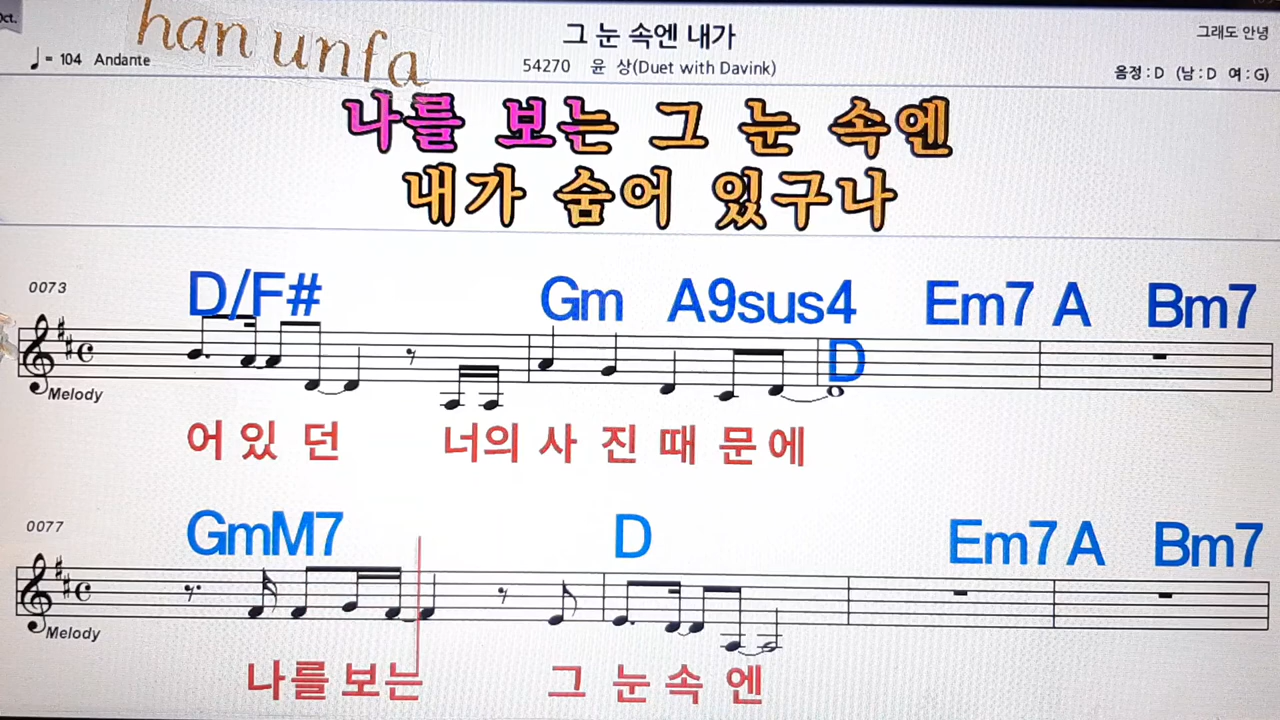 Oct.
han unfa
그 눈 속엔 내가
그래도 안녕
♩= 104 Andante
54270 윤 상(Duet with Davink)
음정 : D (남 : D 여 : G)
나를 보는 그 눈 속엔
내가 숨어 있구나
0073
D/F# Gm A9sus4 D Em7 A Bm7
Melody
어 있 던 너의 사 진 때 문 에
0077
GmM7 D Em7 A Bm7
Melody
나를 보는 그 눈 속 엔